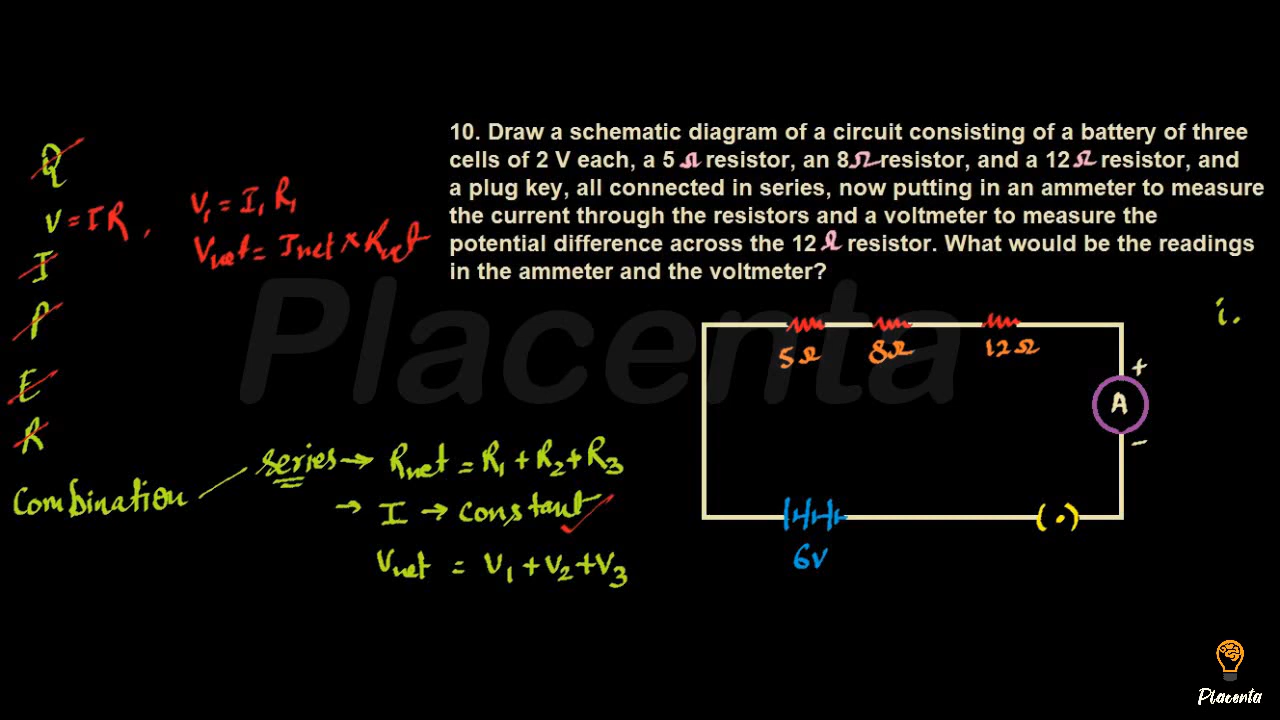 10. Draw a schematic diagram of a circuit consisting of a battery of three
cells of 2 V each, a 5 Ω resistor, an 8Ω resistor, and a 12 Ω resistor, and
a plug key, all connected in series, now putting in an ammeter to measure
the current through the resistors and a voltmeter to measure the
potential difference across the 12 Ω resistor. What would be the readings
in the ammeter and the voltmeter?
Q
V = IR,
I
P
E
R
V₁ = I₁ R₁
Vnet = Inet × Rnet
Combination
series → Rnet = R₁ + R₂ + R₃
→ I → constant ✓
Vnet = V₁ + V₂ + V₃
5Ω 8Ω 12Ω
+
A
-
(.)
6V
i.
Placenta
Placenta